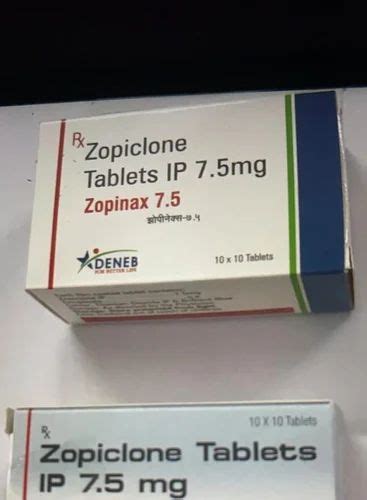 Rx Zopiclone
Tablets IP 7.5mg
Zopinax 7.5
झोपीनेक्स-७.५
DENEB
FOR BETTER LIFE
10 x 10 Tablets
Rx
10 X 10 Tablets
Zopiclone Tablets
IP 7.5 mg